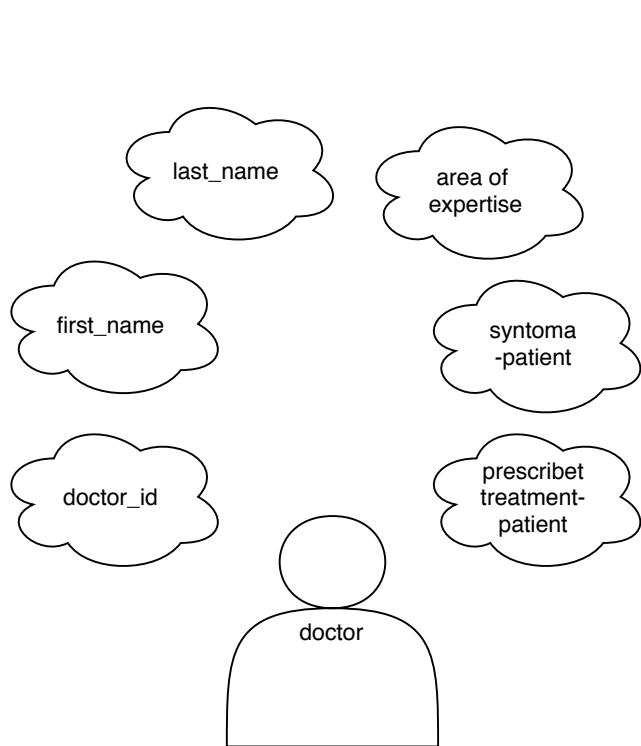 last_name
area of
expertise
first_name
syntoma
-patient
doctor_id
prescribet
treatment-
patient
doctor